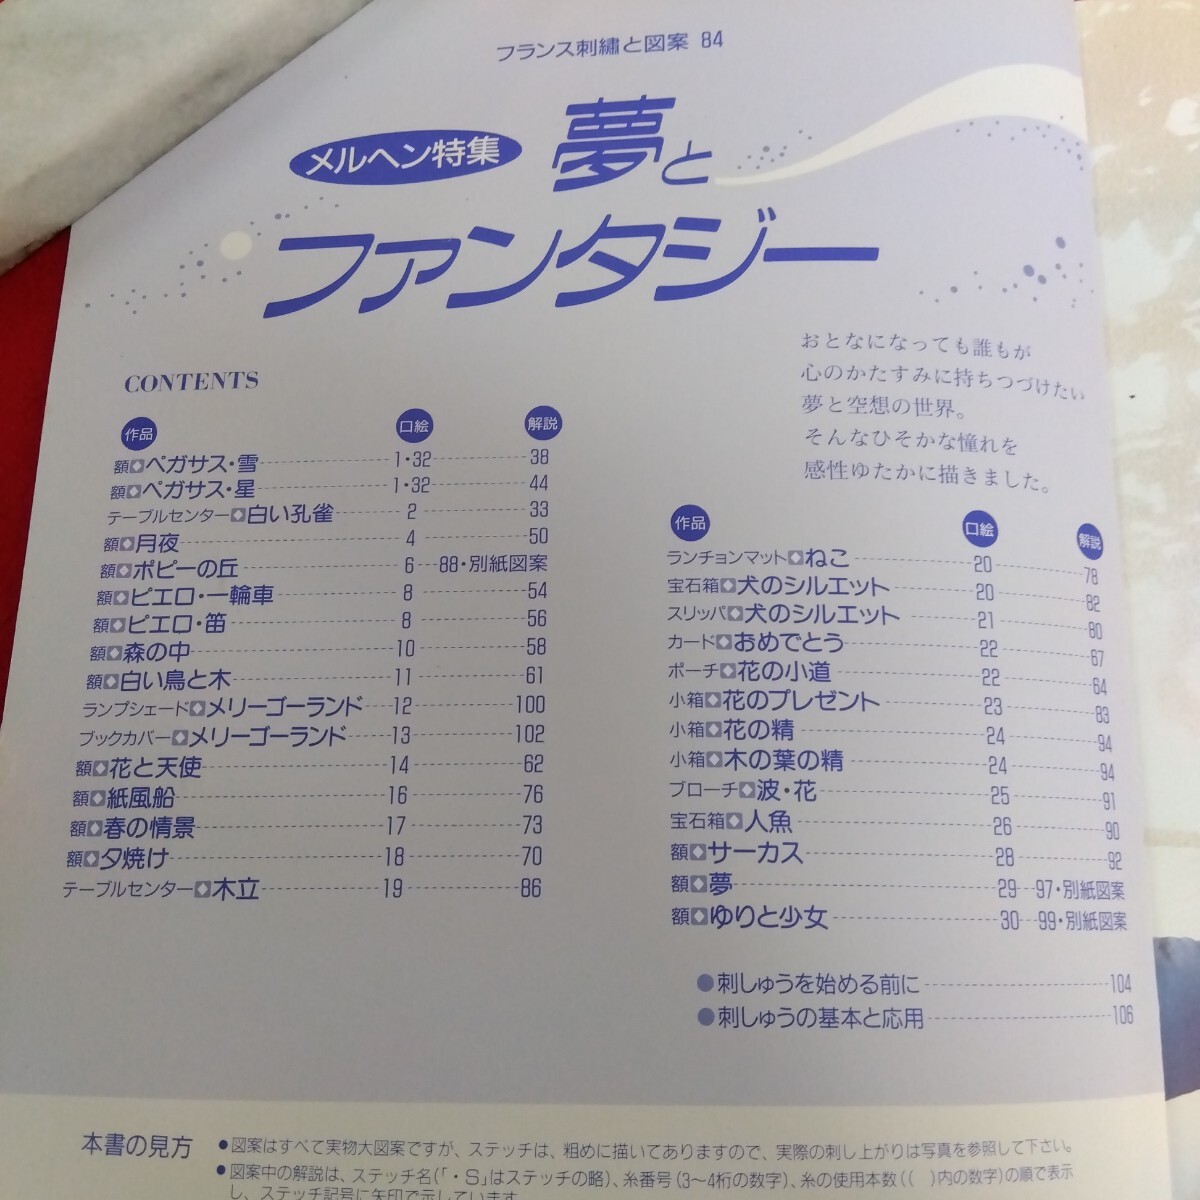 フランス刺繍と図案 84
メルヘン特集
夢と
ファンタジー
おとなになっても誰もが
心のかたすみに持ちつづけたい
夢と空想の世界。
そんなひそかな憧れを
感性ゆたかに描きました。
CONTENTS
作品 口絵 解説
額◇ペガサス・雪 1・32 38
額◇ペガサス・星 1・32 44
テーブルセンター◇白い孔雀 2 33
額◇月夜 4 50
額◇ポピーの丘 6 88・別紙図案
額◇ピエロ・一輪車 8 54
額◇ピエロ・笛 8 56
額◇森の中 10 58
額◇白い鳥と木 11 61
ランプシェード◇メリーゴーランド 12 100
ブックカバー◇メリーゴーランド 13 102
額◇花と天使 14 62
額◇紙風船 16 76
額◇春の情景 17 73
額◇夕焼け 18 70
テーブルセンター◇木立 19 86
作品 口絵 解説
ランチョンマット◇ねこ 20 78
宝石箱◇犬のシルエット 20 82
スリッパ◇犬のシルエット 21 80
カード◇おめでとう 22 67
ポーチ◇花の小道 22 64
小箱◇花のプレゼント 23 83
小箱◇花の精 24 94
小箱◇木の葉の精 24 94
ブローチ◇波・花 25 91
宝石箱◇人魚 26 90
額◇サーカス 28 92
額◇夢 29 97・別紙図案
額◇ゆりと少女 30 99・別紙図案
●刺しゅうを始める前に 104
●刺しゅうの基本と応用 106
本書の見方
●図案はすべて実物大図案ですが、ステッチは、粗めに描いてありますので、実際の刺し上がりは写真を参照して下さい。
●図案中の解説は、ステッチ名(「・S」はステッチの略)、糸番号(3〜4桁の数字)、糸の使用本数(( )内の数字)の順で表示
し、ステッチ記号に矢印で示しています。